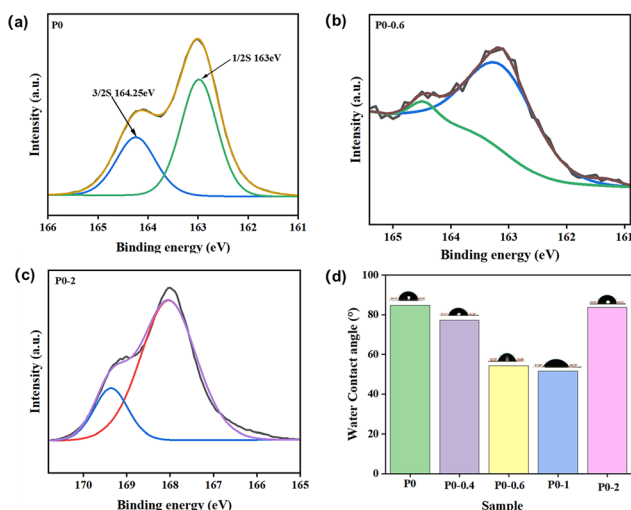 (a)
P0
3/2S 164.25eV
1/2S 163eV
Intensity (a.u.)
166 165 164 163 162 161
Binding energy (eV)
(b)
P0-0.6
Intensity (a.u.)
165 164 163 162 161
Binding energy (eV)
(c)
P0-2
Intensity (a.u.)
170 169 168 167 166 165
Binding energy (eV)
(d)
Water Contact angle (°)
100
80
60
40
20
0
P0 P0-0.4 P0-0.6 P0-1 P0-2
Sample